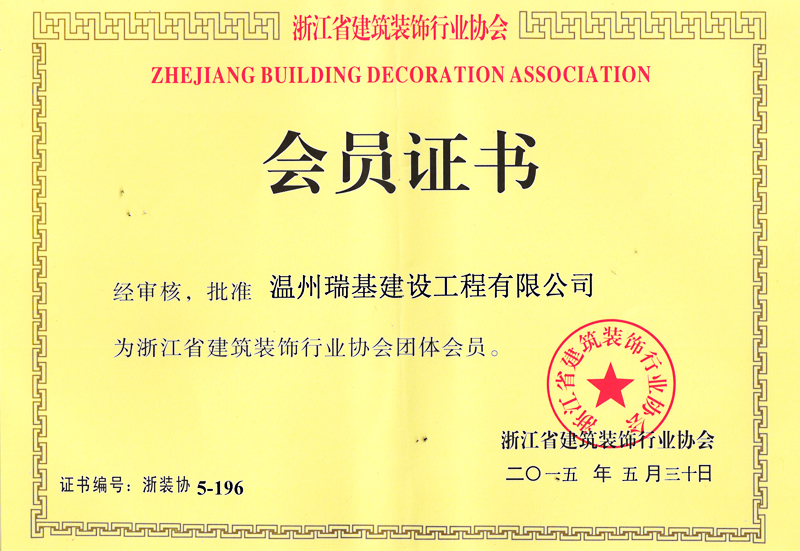 浙江省建筑装饰行业协会
ZHEJIANG BUILDING DECORATION ASSOCIATION
会员证书
经审核，批准 温州瑞基建设工程有限公司
为浙江省建筑装饰行业协会团体会员。
浙江省建筑装饰行业协会
浙江省建筑装饰行业协会
二〇一五 年 五 月三十日
证书编号：浙装协 5-196